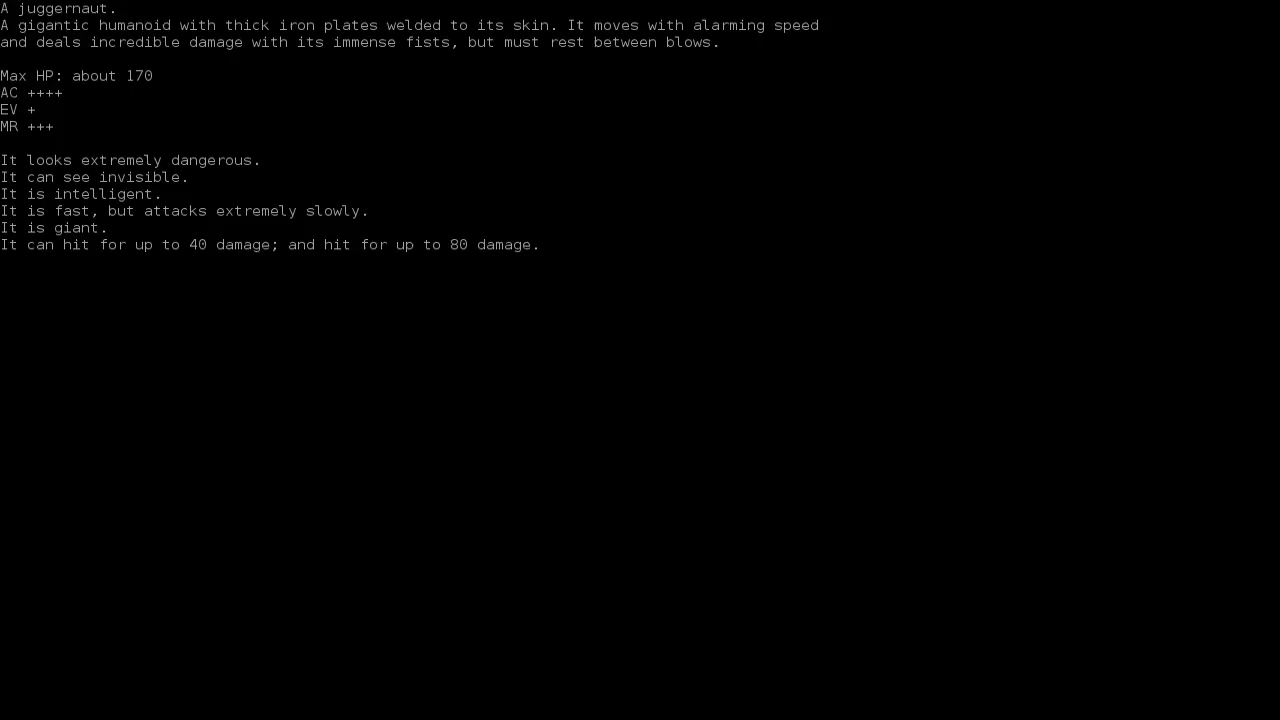 A juggernaut.
A gigantic humanoid with thick iron plates welded to its skin. It moves with alarming speed
and deals incredible damage with its immense fists, but must rest between blows.
Max HP: about 170
AC ++++
EV +
MR +++
It looks extremely dangerous.
It can see invisible.
It is intelligent.
It is fast, but attacks extremely slowly.
It is giant.
It can hit for up to 40 damage; and hit for up to 80 damage.